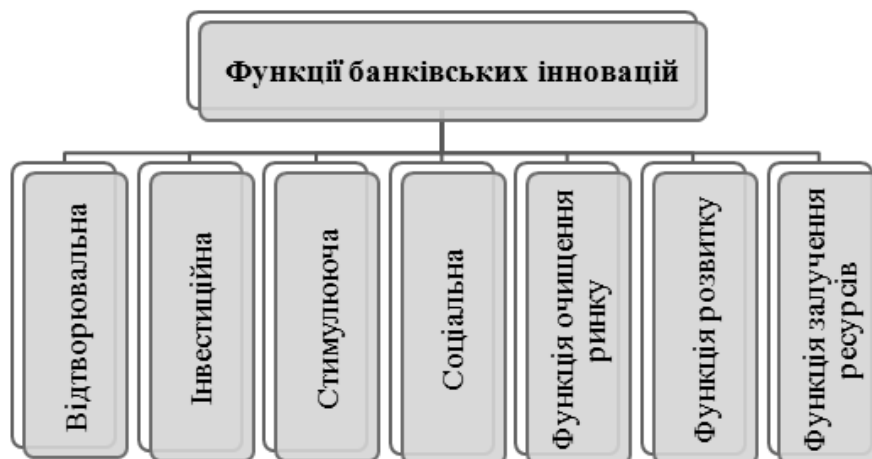 Функції банківських інновацій
Відтворювальна
Інвестиційна
Стимулююча
Соціальна
Функція очищення
ринку
Функція розвитку
Функція залучення
ресурсів